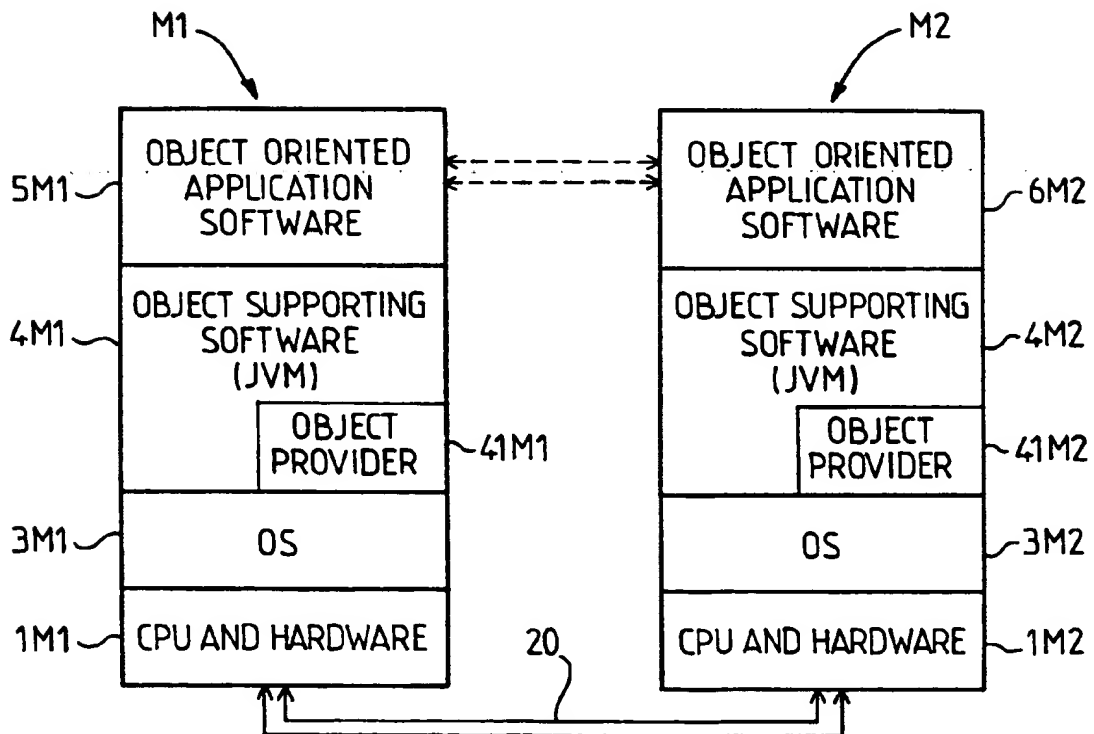 M1
M2
OBJECT ORIENTED
APPLICATION
SOFTWARE
5M1
OBJECT ORIENTED
APPLICATION
SOFTWARE
6M2
OBJECT SUPPORTING
SOFTWARE
(JVM)
4M1
OBJECT SUPPORTING
SOFTWARE
(JVM)
4M2
OBJECT
PROVIDER
41M1
OBJECT
PROVIDER
41M2
3M1
OS
OS
3M2
1M1
CPU AND HARDWARE
20
CPU AND HARDWARE
1M2